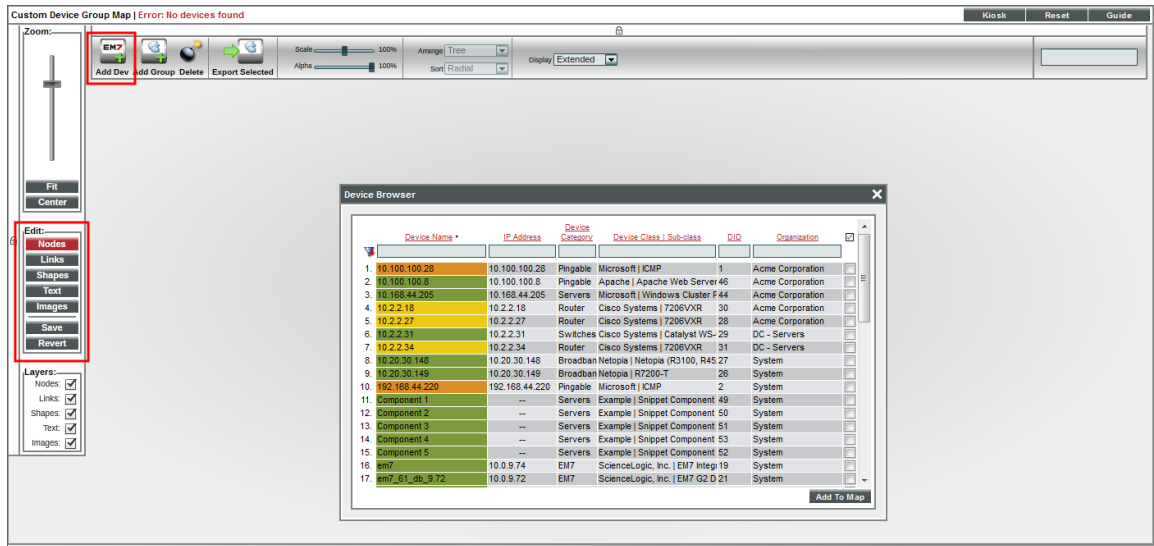 Custom Device Group Map | Error: No devices found
Kiosk Reset Guide
Zoom:
EM7
Add Dev Add Group Delete Export Selected
Scale 100%
Alpha 100%
Arrange Tree
Sort Radial
Display Extended
Fit
Center
Edit:
Nodes
Links
Shapes
Text
Images
Save
Revert
Layers:
Nodes:
Links:
Shapes:
Text:
Images:
Device Browser
Device Name • IP Address Device Category Device Class | Sub-class DID Organization
1. 10.100.100.28 10.100.100.28 Pingable Microsoft | ICMP 1 Acme Corporation
2. 10.100.100.8 10.100.100.8 Pingable Apache | Apache Web Server 46 Acme Corporation
3. 10.168.44.205 10.168.44.205 Servers Microsoft | Windows Cluster F 44 Acme Corporation
4. 10.2.2.18 10.2.2.18 Router Cisco Systems | 7206VXR 30 Acme Corporation
5. 10.2.2.27 10.2.2.27 Router Cisco Systems | 7206VXR 28 Acme Corporation
6. 10.2.2.31 10.2.2.31 Switches Cisco Systems | Catalyst WS- 29 DC - Servers
7. 10.2.2.34 10.2.2.34 Router Cisco Systems | 7206VXR 31 DC - Servers
8. 10.20.30.148 10.20.30.148 Broadban Netopia | Netopia (R3100, R45 27 System
9. 10.20.30.149 10.20.30.149 Broadban Netopia | R7200-T 26 System
10. 192.168.44.220 192.168.44.220 Pingable Microsoft | ICMP 2 System
11. Component 1 -- Servers Example | Snippet Component 49 System
12. Component 2 -- Servers Example | Snippet Component 50 System
13. Component 3 -- Servers Example | Snippet Component 51 System
14. Component 4 -- Servers Example | Snippet Component 53 System
15. Component 5 -- Servers Example | Snippet Component 52 System
16. em7 10.0.9.74 EM7 ScienceLogic, Inc. | EM7 Integr 19 System
17. em7_61_db_9.72 10.0.9.72 EM7 ScienceLogic, Inc. | EM7 G2 D 21 System
Add To Map